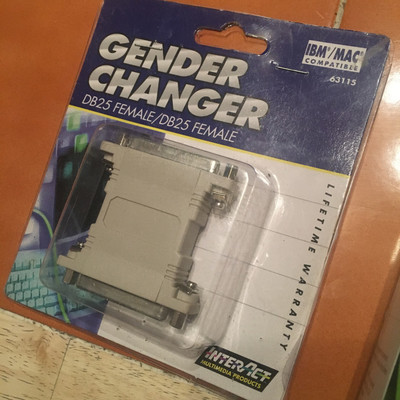 GENDER
CHANGER
DB25 FEMALE/DB25 FEMALE
IBM®/MAC®
COMPATIBLE
63115
LIFETIME WARRANTY
INTERACT
MULTIMEDIA PRODUCTS